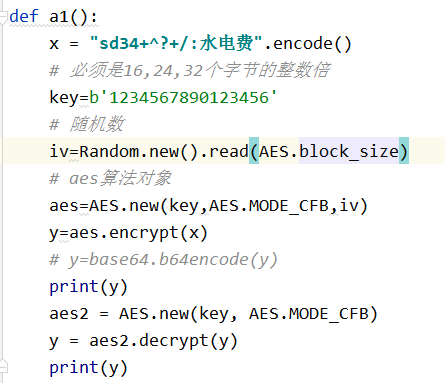 def a1():
    x = "sd34+^?+/:水电费".encode()
    # 必须是16,24,32个字节的整数倍
    key=b'1234567890123456'
    # 随机数
    iv=Random.new().read(AES.block_size)
    # aes算法对象
    aes=AES.new(key,AES.MODE_CFB,iv)
    y=aes.encrypt(x)
    # y=base64.b64encode(y)
    print(y)
    aes2 = AES.new(key, AES.MODE_CFB)
    y = aes2.decrypt(y)
    print(y)